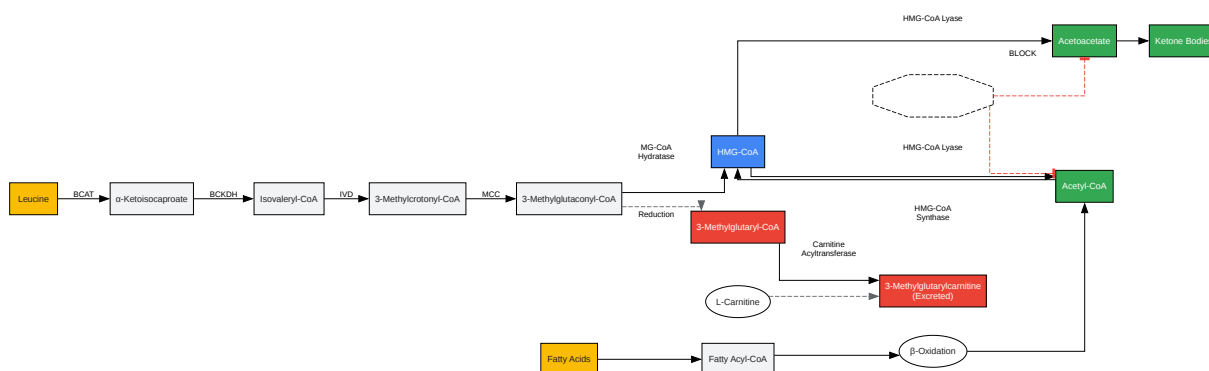 HMG-CoA Lyase
Acetoacetate
Ketone Bodies
BLOCK
MG-CoA
Hydratase
HMG-CoA
HMG-CoA Lyase
Leucine
BCAT
α-Ketoisocaproate
BCKDH
Isovaleryl-CoA
IVD
3-Methylcrotonyl-CoA
MCC
3-Methylglutaconyl-CoA
Acetyl-CoA
Reduction
3-Methylglutaryl-CoA
HMG-CoA
Synthase
Carnitine
Acyltransferase
L-Carnitine
3-Methylglutarylcarnitine
(Excreted)
Fatty Acids
Fatty Acyl-CoA
β-Oxidation